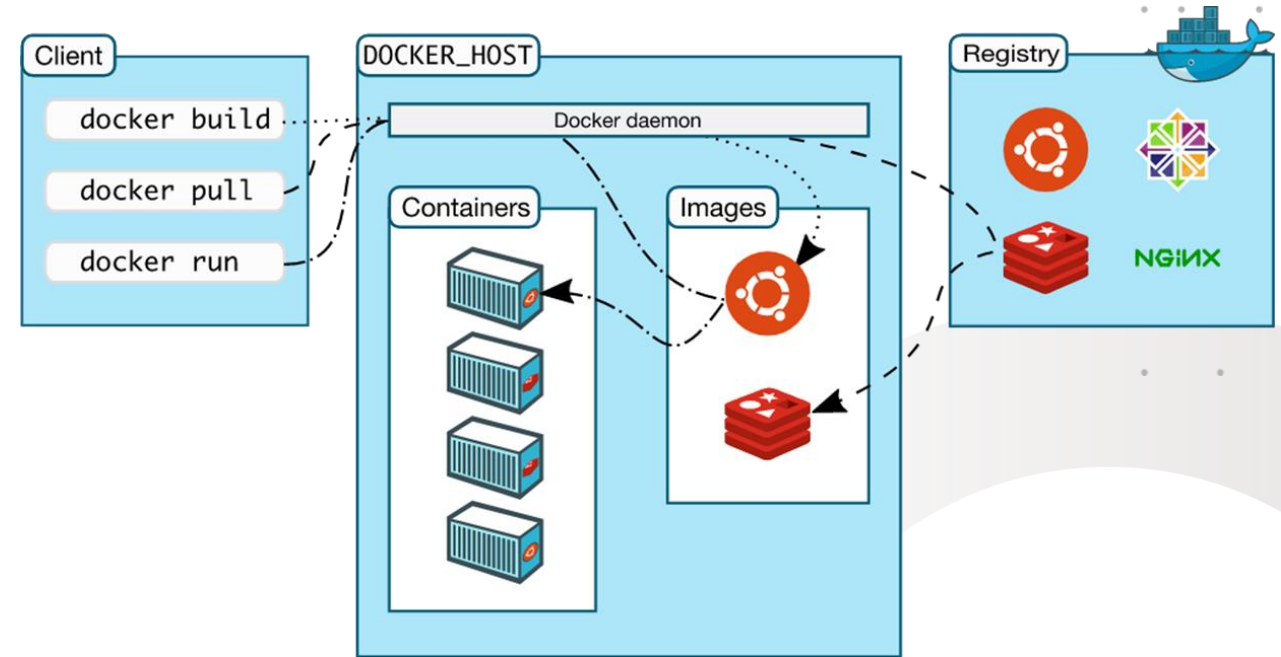 Client
docker build
docker pull
docker run
DOCKER_HOST
Docker daemon
Containers
Images
Registry
NGINX